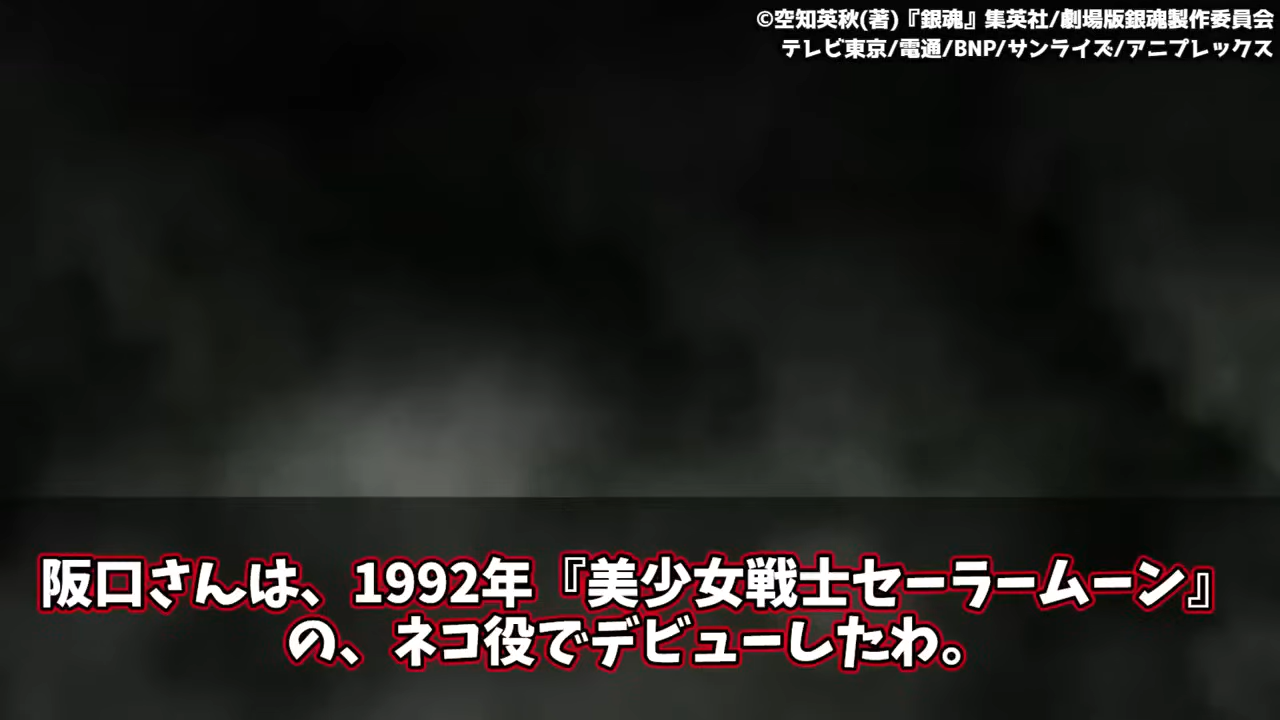 ©空知英秋(著)『銀魂』集英社/劇場版銀魂製作委員会
テレビ東京/電通/BNP/サンライズ/アニプレックス
阪口さんは、1992年『美少女戦士セーラームーン』
の、ネコ役でデビューしたわ。